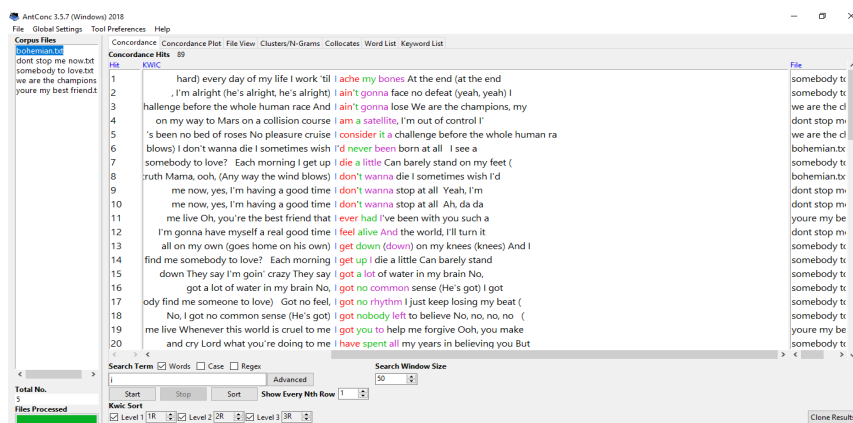 AntConc 3.5.7 (Windows) 2018
File Global Settings Tool Preferences Help
Corpus Files
bohemian.txt
dont stop me now.txt
somebody to love.txt
we are the champions
youre my best friend.t
Concordance Concordance Plot File View Clusters/N-Grams Collocates Word List Keyword List
Concordance Hits 89
Hit KWIC File
1 hard) every day of my life I work 'til I ache my bones At the end (at the end somebody to
2 , I'm alright (he's alright, he's alright) I ain't gonna face no defeat (yeah, yeah) I somebody to
3 hallenge before the whole human race And I ain't gonna lose We are the champions, my we are the ch
4 on my way to Mars on a collision course I am a satellite, I'm out of control I' dont stop m
5 's been no bed of roses No pleasure cruise I consider it a challenge before the whole human ra we are the ch
6 blows) I don't wanna die I sometimes wish I'd never been born at all I see a bohemian.tx
7 somebody to love? Each morning I get up I die a little Can barely stand on my feet ( somebody to
8 :ruth Mama, ooh, (Any way the wind blows) I don't wanna die I sometimes wish I'd bohemian.tx
9 me now, yes, I'm having a good time I don't wanna stop at all Yeah, I'm dont stop m
10 me now, yes, I'm having a good time I don't wanna stop at all Ah, da da dont stop m
11 me live Oh, you're the best friend that I ever had I've been with you such a youre my be
12 I'm gonna have myself a real good time I feel alive And the world, I'll turn it dont stop m
13 all on my own (goes home on his own) I get down (down) on my knees (knees) And I somebody to
14 find me somebody to love? Each morning I get up I die a little Can barely stand somebody to
15 down They say I'm goin' crazy They say I got a lot of water in my brain No, somebody to
16 got a lot of water in my brain No, I got no common sense (He's got) I got somebody to
17 ody find me someone to love) Got no feel, I got no rhythm I just keep losing my beat ( somebody to
18 No, I got no common sense (He's got) I got nobody left to believe No, no, no, no ( somebody to
19 me live Whenever this world is cruel to me I got you to help me forgive Ooh, you make youre my be
20 and cry Lord what you're doing to me I have spent all my years in believing you But somebody to
Search Term Words Case Regex Search Window Size
i Advanced 50
Start Stop Sort Show Every Nth Row 1
Kwic Sort
Level 1 1R Level 2 2R Level 3 3R Clone Results
Total No.
5
Files Processed